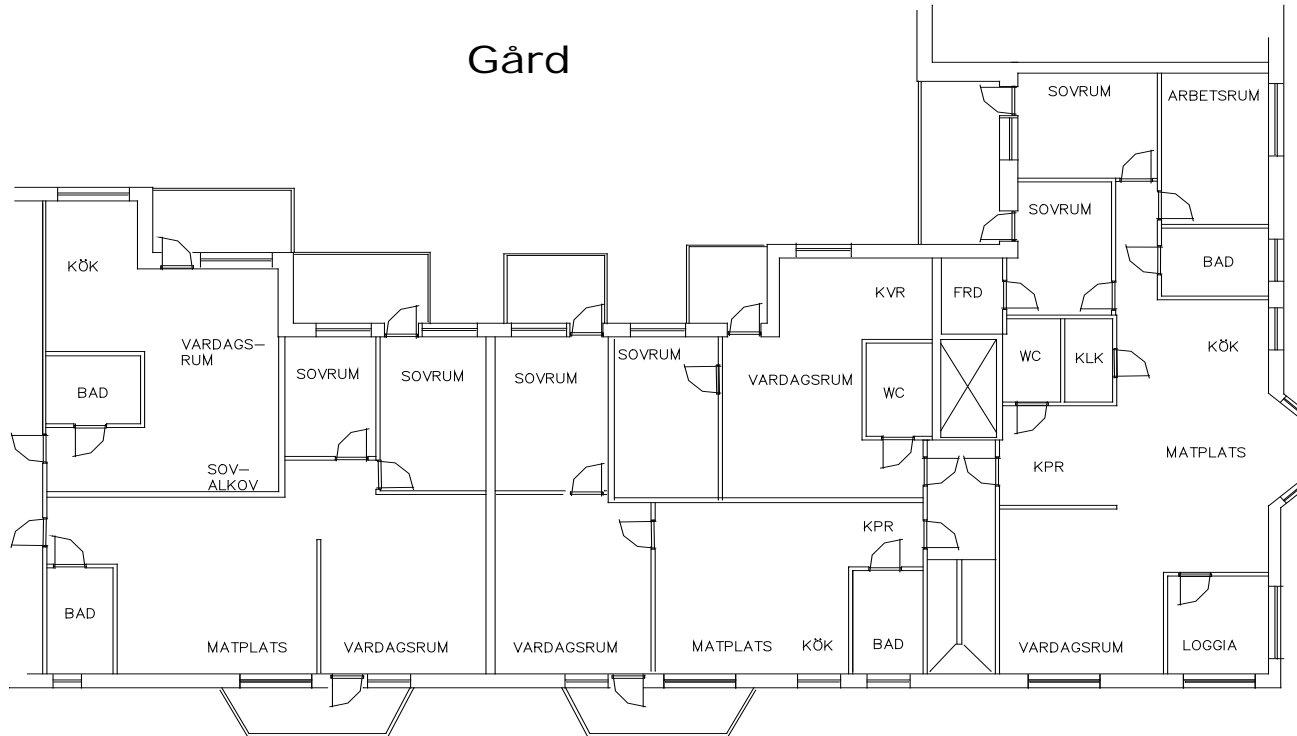 Gård
SOVRUM
ARBETSRUM
SOVRUM
BAD
KÖK
KVR
FRD
VARDAGS-
RUM
KÖK
WC
KLK
SOVRUM
SOVRUM
SOVRUM
SOVRUM
VARDAGSRUM
WC
BAD
MATPLATS
KPR
SOV-
ALKOV
KPR
BAD
MATPLATS
VARDAGSRUM
VARDAGSRUM
MATPLATS
KÖK
BAD
VARDAGSRUM
LOGGIA